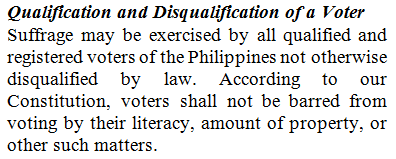 Qualification and Disqualification of a Voter
Suffrage may be exercised by all qualified and
registered voters of the Philippines not otherwise
disqualified by law. According to our
Constitution, voters shall not be barred from
voting by their literacy, amount of property, or
other such matters.